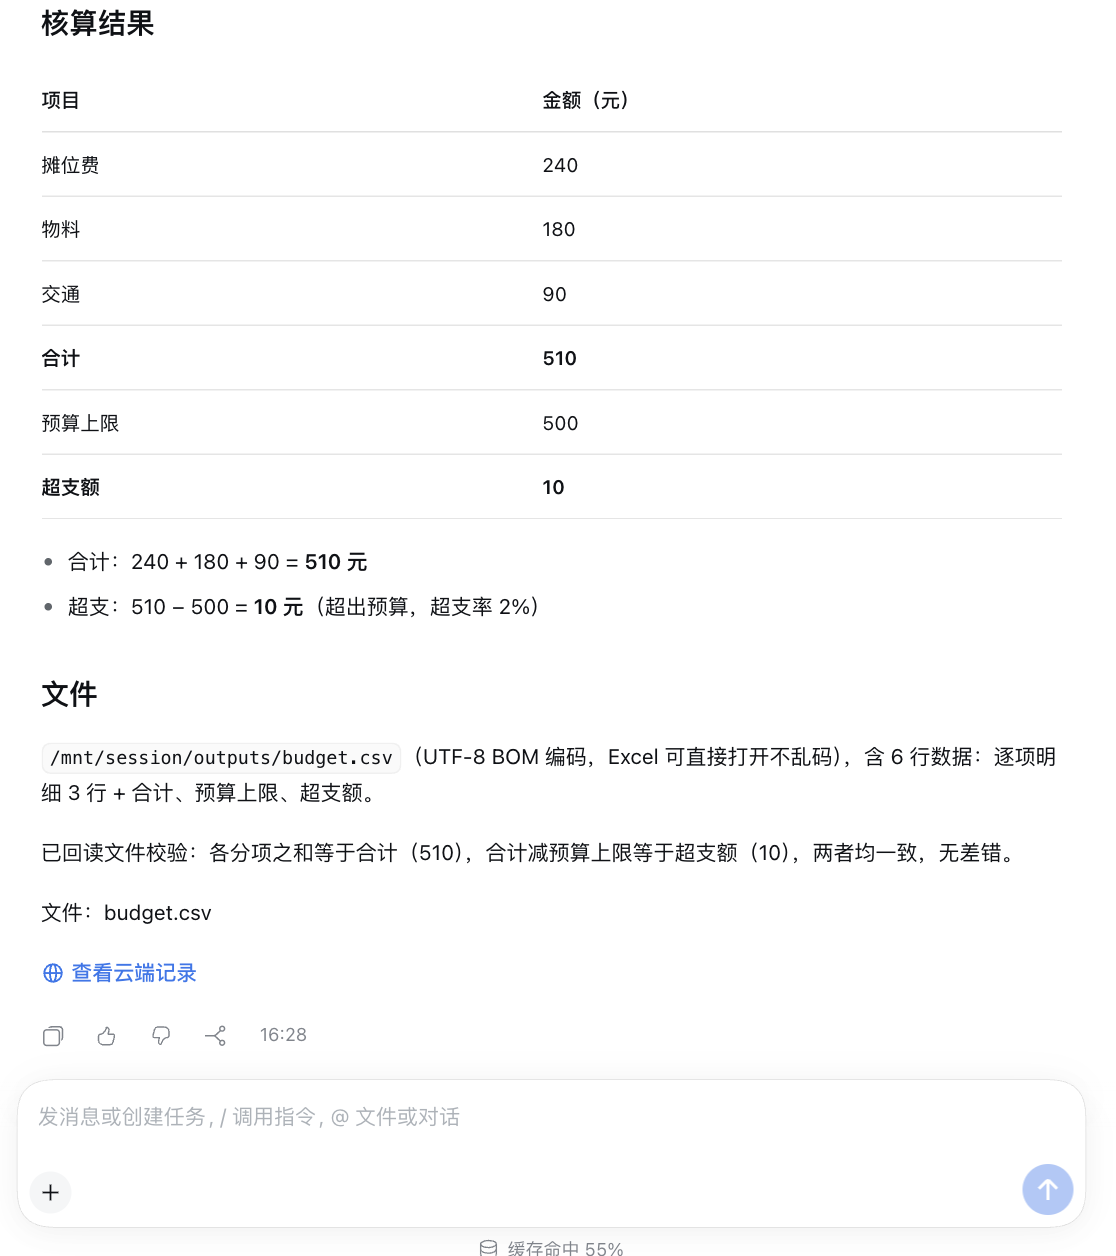 核算结果
项目 金额（元）
摊位费 240
物料 180
交通 90
合计 510
预算上限 500
超支额 10
• 合计：240 + 180 + 90 = 510 元
• 超支：510 – 500 = 10 元（超出预算，超支率 2%）
文件
/mnt/session/outputs/budget.csv（UTF-8 BOM 编码，Excel 可直接打开不乱码），含 6 行数据：逐项明
细 3 行 + 合计、预算上限、超支额。
已回读文件校验：各分项之和等于合计（510），合计减预算上限等于超支额（10），两者均一致，无差错。
文件：budget.csv
查看云端记录
16:28
发消息或创建任务, / 调用指令, @ 文件或对话
缓存命中 55%